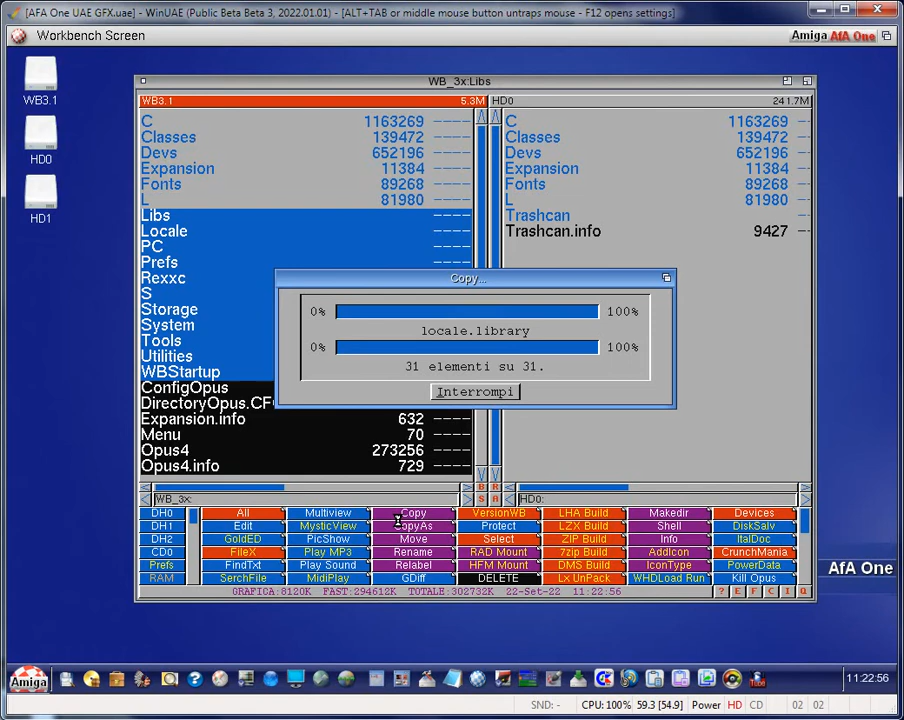 [AFA One UAE GFX.uae] - WinUAE (Public Beta Beta 3, 2022.01.01) - [ALT+TAB or middle mouse button untraps mouse - F12 opens settings]
Workbench Screen
Amiga AfA One
WB3.1
HD0
HD1
WB_3x:Libs
WB3.1 5.3M HD0 241.7M
C 1163269 ---- C 1163269 --
Classes 139472 ---- Classes 139472 --
Devs 652196 ---- Devs 652196 --
Expansion 11384 ---- Expansion 11384 --
Fonts 89268 ---- Fonts 89268 --
L 81980 ---- L 81980 --
Libs ---- Trashcan --
Locale ---- Trashcan.info 9427 --
PC ----
Prefs ----
Rexxc
S
Storage
System
Tools
Utilities
WBStartup
ConfigOpus
DirectoryOpus.CF
Expansion.info 632 ----
Menu 70 ----
Opus4 273256 ----
Opus4.info 729 ----
Copy...
0% 100%
locale.library
0% 100%
31 elementi su 31.
Interrompi
B R
WB_3x: S A HD0:
DH0 All Multiview Copy VersionWB LHA Build Makedir Devices
DH1 Edit MysticView CopyAs Protect LZX Build Shell DiskSalv
DH2 GoldED PicShow Move Select ZIP Build Info ItalDoc
CD0 FileX Play MP3 Rename RAD Mount 7zip Build AddIcon CrunchMania
Prefs FindTxt Play Sound Relabel HFM Mount DMS Build IconType PowerData
RAM SerchFile MidiPlay GDiff DELETE Lx UnPack WHDLoad Run Kill Opus
GRAFICA:8120K FAST:294612K TOTALE:302732K 22-Set-22 11:22:56 ? E F C I Q
AfA One
Amiga
11:22:56
SND: - CPU: 100% 59.3 [54.9] Power HD CD 02 02